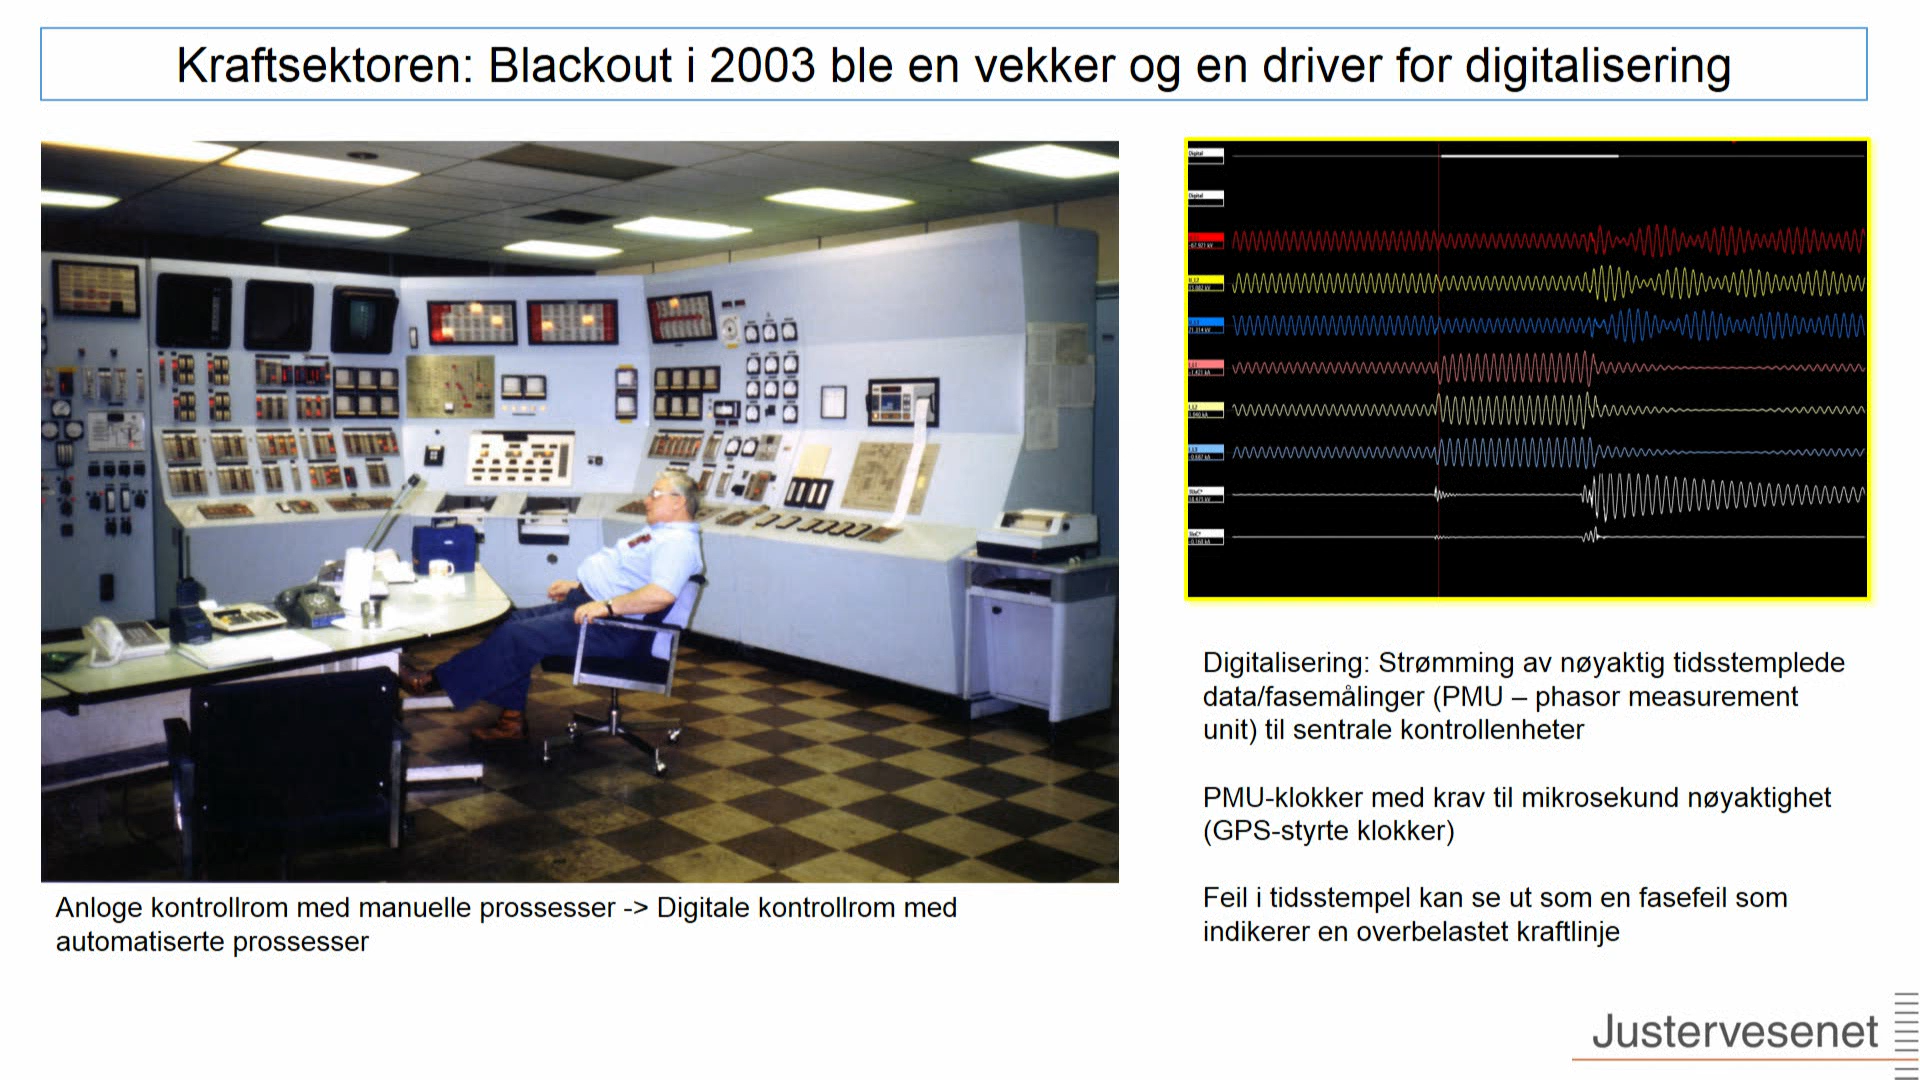 Kraftsektoren: Blackout i 2003 ble en vekker og en driver for digitalisering
Digital
Digital
Anloge kontrollrom med manuelle prossesser -> Digitale kontrollrom med
automatiserte prossesser
Digitalisering: Strømming av nøyaktig tidsstemplede
data/fasemålinger (PMU – phasor measurement
unit) til sentrale kontrollenheter
PMU-klokker med krav til mikrosekund nøyaktighet
(GPS-styrte klokker)
Feil i tidsstempel kan se ut som en fasefeil som
indikerer en overbelastet kraftlinje
Justervesenet